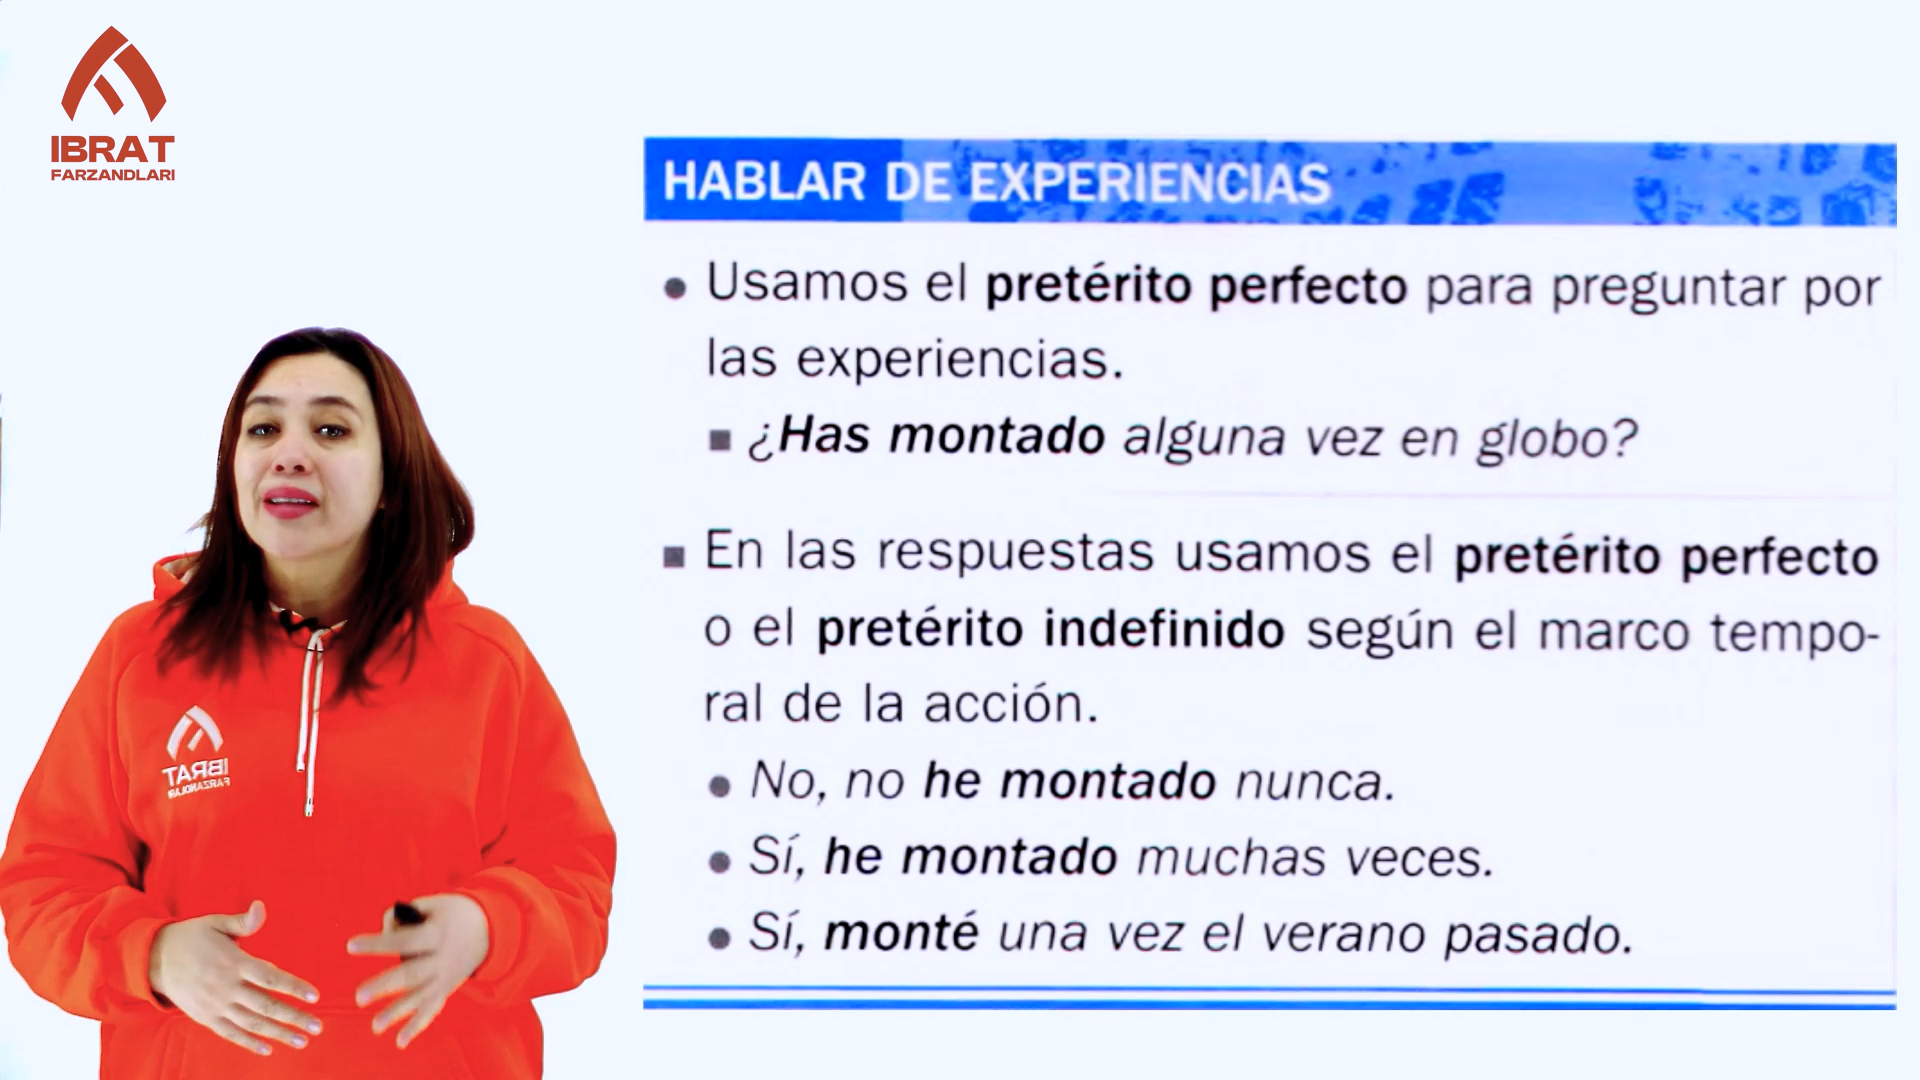 IBRAT
FARZANDLARI
HABLAR DE EXPERIENCIAS
● Usamos el pretérito perfecto para preguntar por
las experiencias.
■ ¿Has montado alguna vez en globo?
■ En las respuestas usamos el pretérito perfecto
o el pretérito indefinido según el marco tempo-
ral de la acción.
● No, no he montado nunca.
● Sí, he montado muchas veces.
● Sí, monté una vez el verano pasado.
IBRAT
FARZANDLARI